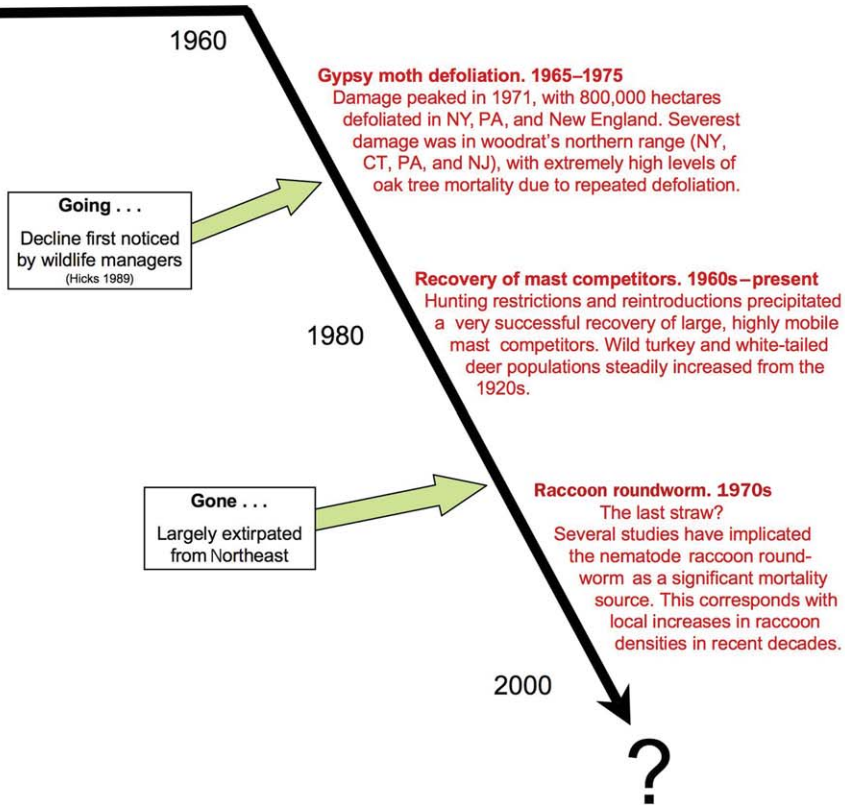 1960
Gypsy moth defoliation. 1965–1975
Damage peaked in 1971, with 800,000 hectares
defoliated in NY, PA, and New England. Severest
damage was in woodrat's northern range (NY,
CT, PA, and NJ), with extremely high levels of
oak tree mortality due to repeated defoliation.
Going . . .
Decline first noticed
by wildlife managers
(Hicks 1989)
Recovery of mast competitors. 1960s–present
Hunting restrictions and reintroductions precipitated
a very successful recovery of large, highly mobile
mast competitors. Wild turkey and white-tailed
deer populations steadily increased from the
1920s.
1980
Gone . . .
Largely extirpated
from Northeast
Raccoon roundworm. 1970s
The last straw?
Several studies have implicated
the nematode raccoon round-
worm as a significant mortality
source. This corresponds with
local increases in raccoon
densities in recent decades.
2000
?